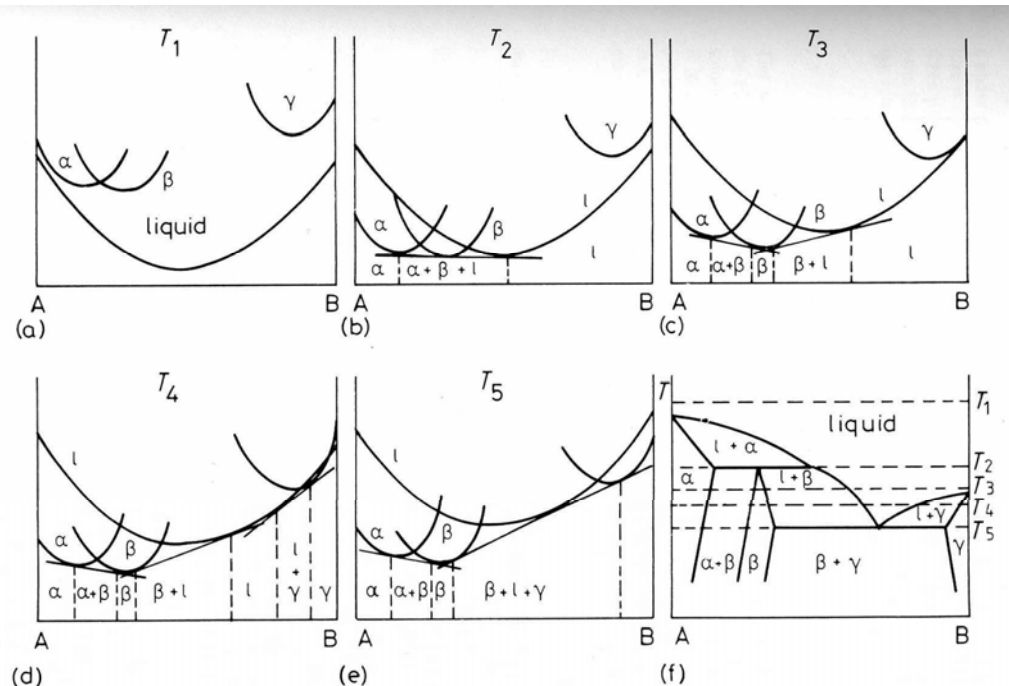 T1
α
β
γ
liquid
A
B
(a)
T2
α
β
γ
l
α
α+β+l
l
A
B
(b)
T3
α
β
γ
l
α
α+β
β
β+l
l
A
B
(c)
T4
l
α
β
α
α+β
β
β+l
l
l
+
γ
γ
A
B
(d)
T5
l
α
β
α
α+β
β
β+l+γ
A
B
(e)
T
T1
liquid
l+α
T2
α
l+β
T3
l+γ
T4
T5
α+β
β
β+γ
γ
A
B
(f)